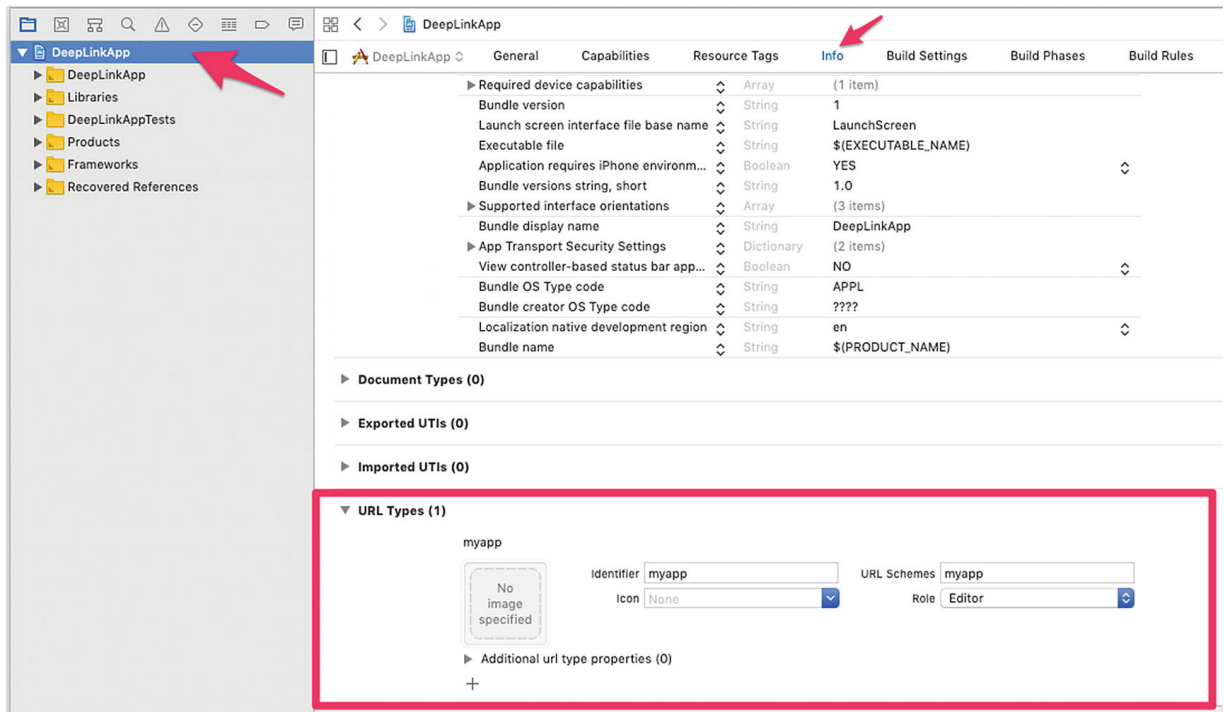 DeepLinkApp
DeepLinkApp
DeepLinkApp
Libraries
DeepLinkAppTests
Products
Frameworks
Recovered References
DeepLinkApp General Capabilities Resource Tags Info Build Settings Build Phases Build Rules
Required device capabilities Array (1 item)
Bundle version String 1
Launch screen interface file base name String LaunchScreen
Executable file String $(EXECUTABLE_NAME)
Application requires iPhone environm... Boolean YES
Bundle versions string, short String 1.0
Supported interface orientations Array (3 items)
Bundle display name String DeepLinkApp
App Transport Security Settings Dictionary (2 items)
View controller-based status bar app... Boolean NO
Bundle OS Type code String APPL
Bundle creator OS Type code String ????
Localization native development region String en
Bundle name String $(PRODUCT_NAME)
Document Types (0)
Exported UTIs (0)
Imported UTIs (0)
URL Types (1)
myapp
No
image
specified
Identifier myapp URL Schemes myapp
Icon None Role Editor
Additional url type properties (0)